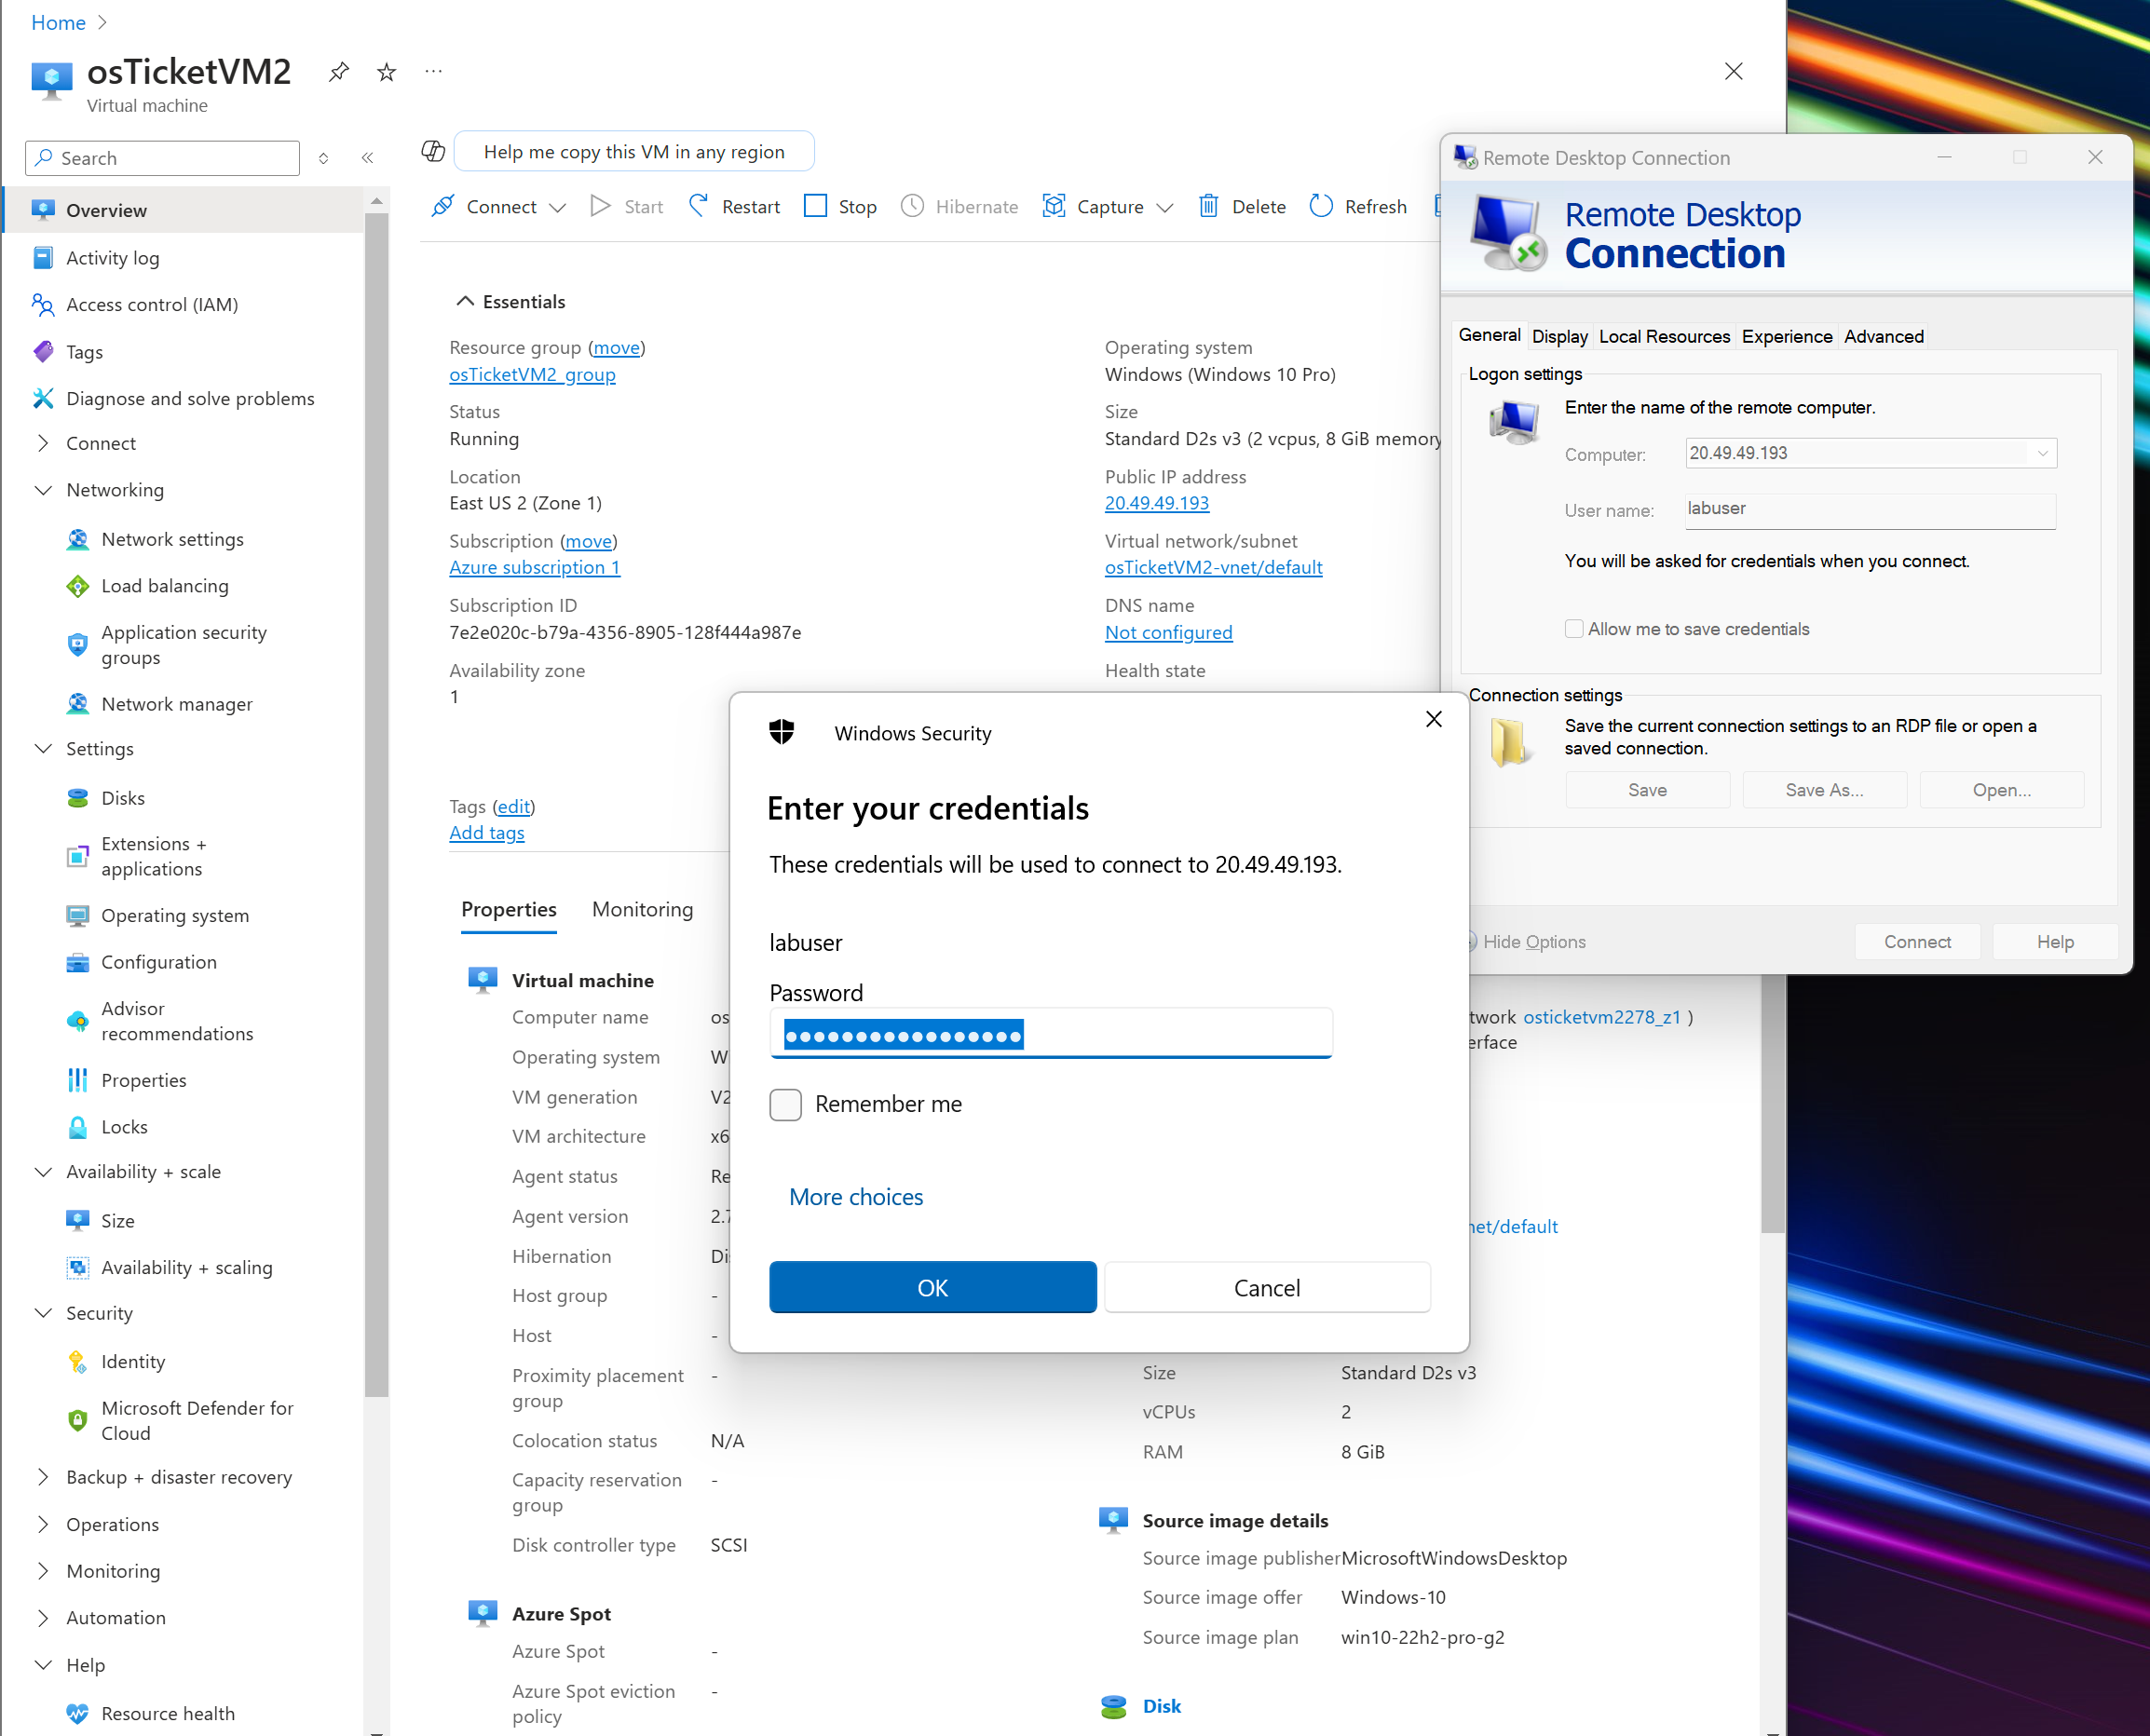 Home
osTicketVM2
Virtual machine
Search
Overview
Activity log
Access control (IAM)
Tags
Diagnose and solve problems
Connect
Networking
Network settings
Load balancing
Application security
groups
Network manager
Settings
Disks
Extensions +
applications
Operating system
Configuration
Advisor
recommendations
Properties
Locks
Availability + scale
Size
Availability + scaling
Security
Identity
Microsoft Defender for
Cloud
Backup + disaster recovery
Operations
Monitoring
Automation
Help
Resource health
Help me copy this VM in any region
Connect Start Restart Stop Hibernate Capture Delete Refresh
Essentials
Resource group (move)
osTicketVM2_group
Status
Running
Location
East US 2 (Zone 1)
Subscription (move)
Azure subscription 1
Subscription ID
7e2e020c-b79a-4356-8905-128f444a987e
Availability zone
1
Operating system
Windows (Windows 10 Pro)
Size
Standard D2s v3 (2 vcpus, 8 GiB memory
Public IP address
20.49.49.193
Virtual network/subnet
osTicketVM2-vnet/default
DNS name
Not configured
Health state
Tags (edit)
Add tags
Properties Monitoring
Virtual machine
Computer name os
Operating system W
VM generation V2
VM architecture x6
Agent status Re
Agent version 2.7
Hibernation Di
Host group -
Host -
Proximity placement -
group
Colocation status N/A
Capacity reservation -
group
Disk controller type SCSI
Azure Spot
Azure Spot -
Azure Spot eviction -
policy
twork osticketvm2278_z1 )
erface
net/default
Size Standard D2s v3
vCPUs 2
RAM 8 GiB
Source image details
Source image publisher MicrosoftWindowsDesktop
Source image offer Windows-10
Source image plan win10-22h2-pro-g2
Disk
Remote Desktop Connection
Remote Desktop
Connection
General Display Local Resources Experience Advanced
Logon settings
Enter the name of the remote computer.
Computer: 20.49.49.193
User name: labuser
You will be asked for credentials when you connect.
Allow me to save credentials
Connection settings
Save the current connection settings to an RDP file or open a
saved connection.
Save Save As... Open...
Hide Options Connect Help
Windows Security
Enter your credentials
These credentials will be used to connect to 20.49.49.193.
labuser
Password
Remember me
More choices
OK Cancel